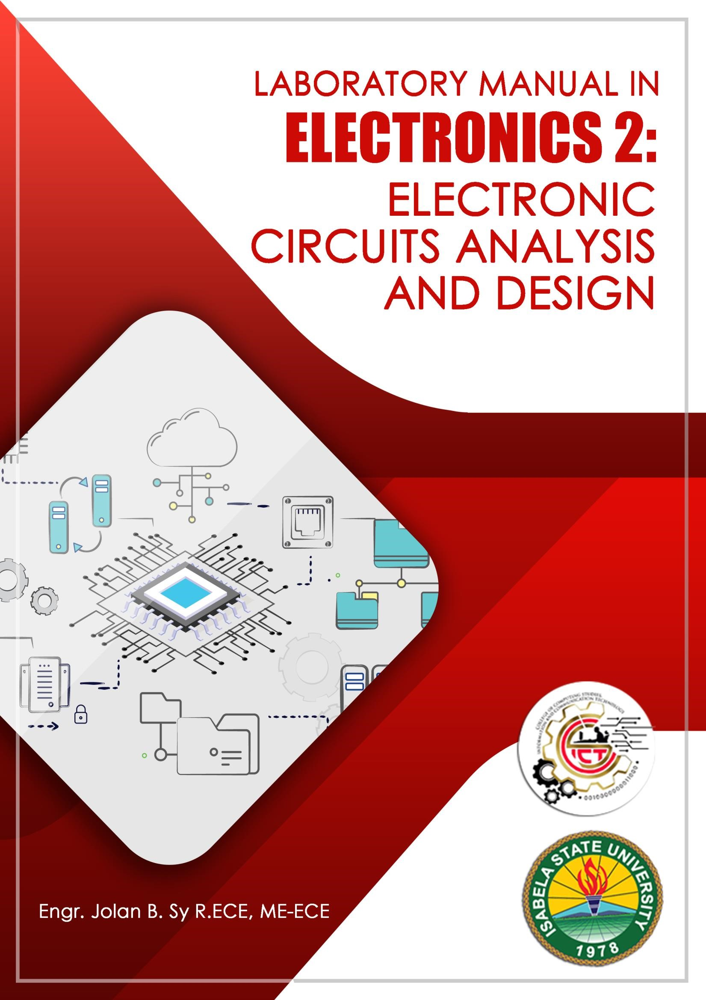 LABORATORY MANUAL IN
ELECTRONICS 2:
ELECTRONIC
CIRCUITS ANALYSIS
AND DESIGN
COLLEGE OF COMPUTING STUDIES,
INFORMATION AND COMMUNICATION TECHNOLOGY
ICT
ISABELA STATE UNIVERSITY
1978
Engr. Jolan B. Sy R.ECE, ME-ECE